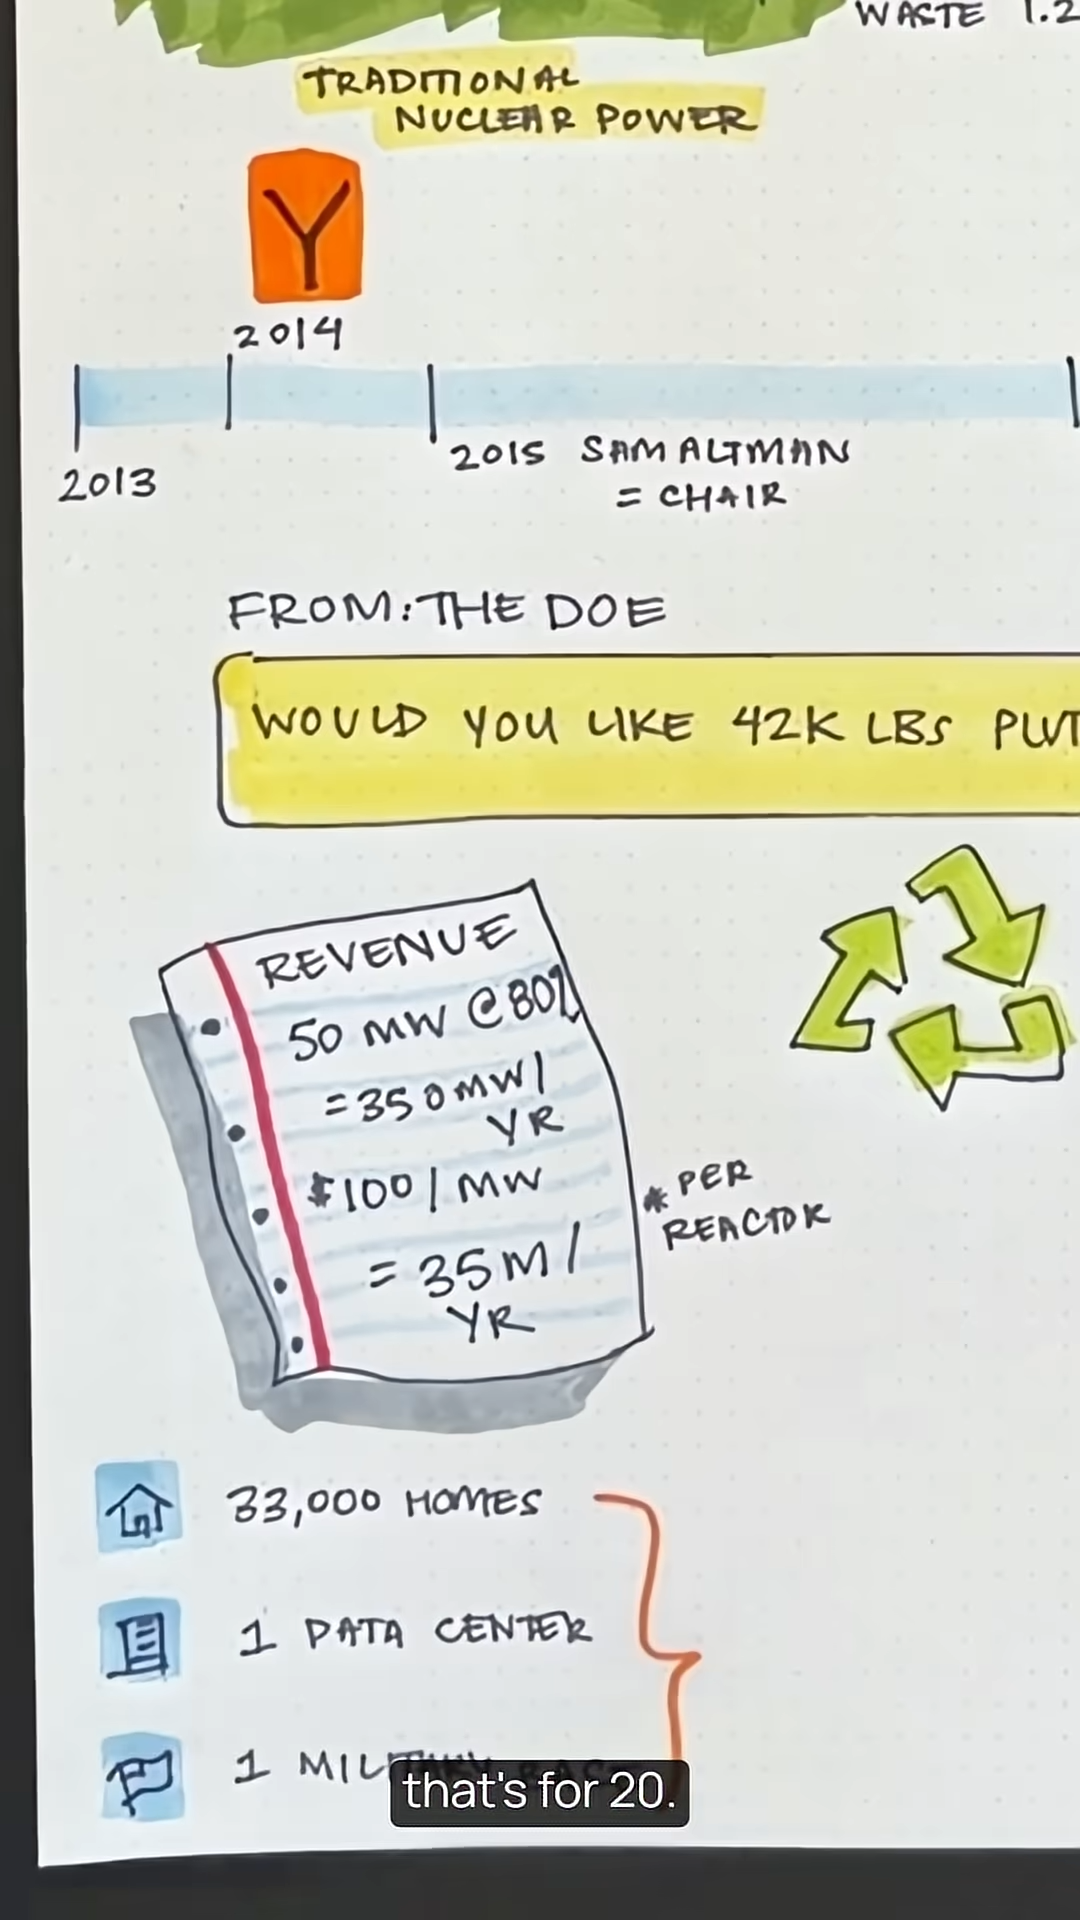 WASTE 1.2
TRADITIONAL
NUCLEAR POWER
Y
2014
2013
2015 SAM ALTMAN
= CHAIR
FROM: THE DOE
WOULD YOU LIKE 42K LBS PLUT
REVENUE
50 MW @ 80%
= 350 MW/
YR
$100/MW
= 35M/
YR
* PER
REACTOR
33,000 HOMES
1 DATA CENTER
1 MILITARY
that's for 20.